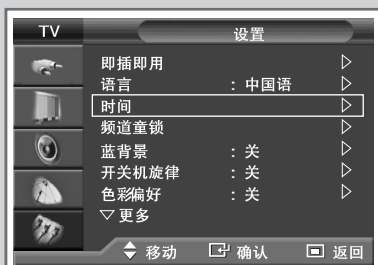 TV 设置
即插即用
语言 : 中国语
时间
频道童锁
蓝背景 : 关
开关机旋律 : 关
色彩偏好 : 关
▽更多
移动 确认 返回